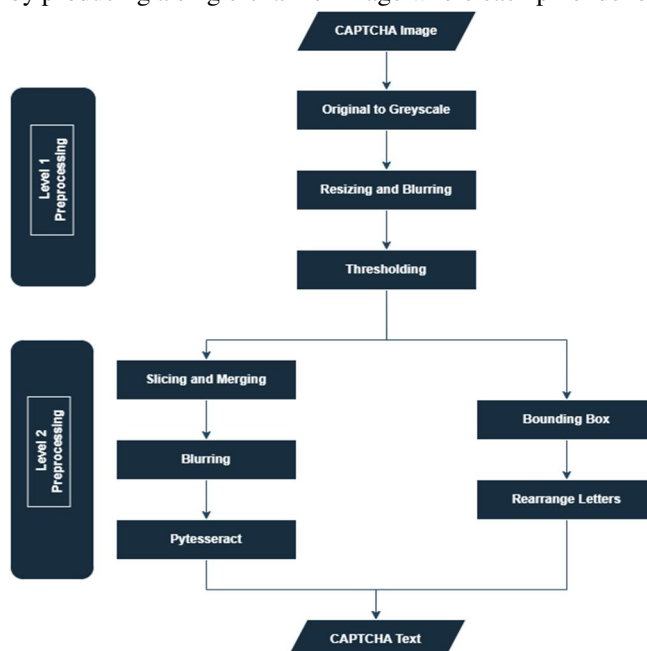 CAPTCHA Image
Original to Greyscale
Level 1
Preprocessing
Resizing and Blurring
Thresholding
Slicing and Merging
Level 2
Preprocessing
Bounding Box
Blurring
Rearrange Letters
Pytesseract
CAPTCHA Text